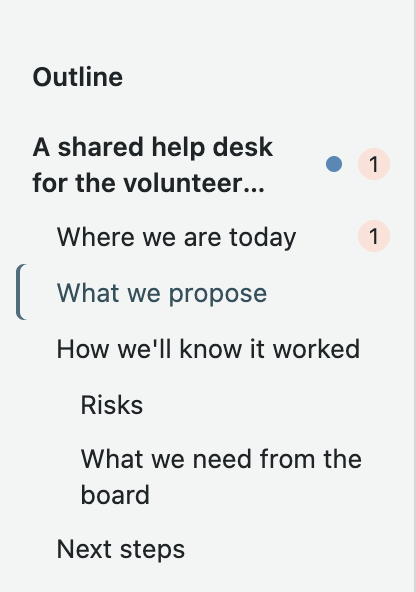 Outline
A shared help desk
for the volunteer...
1
Where we are today
1
What we propose
How we'll know it worked
Risks
What we need from the
board
Next steps